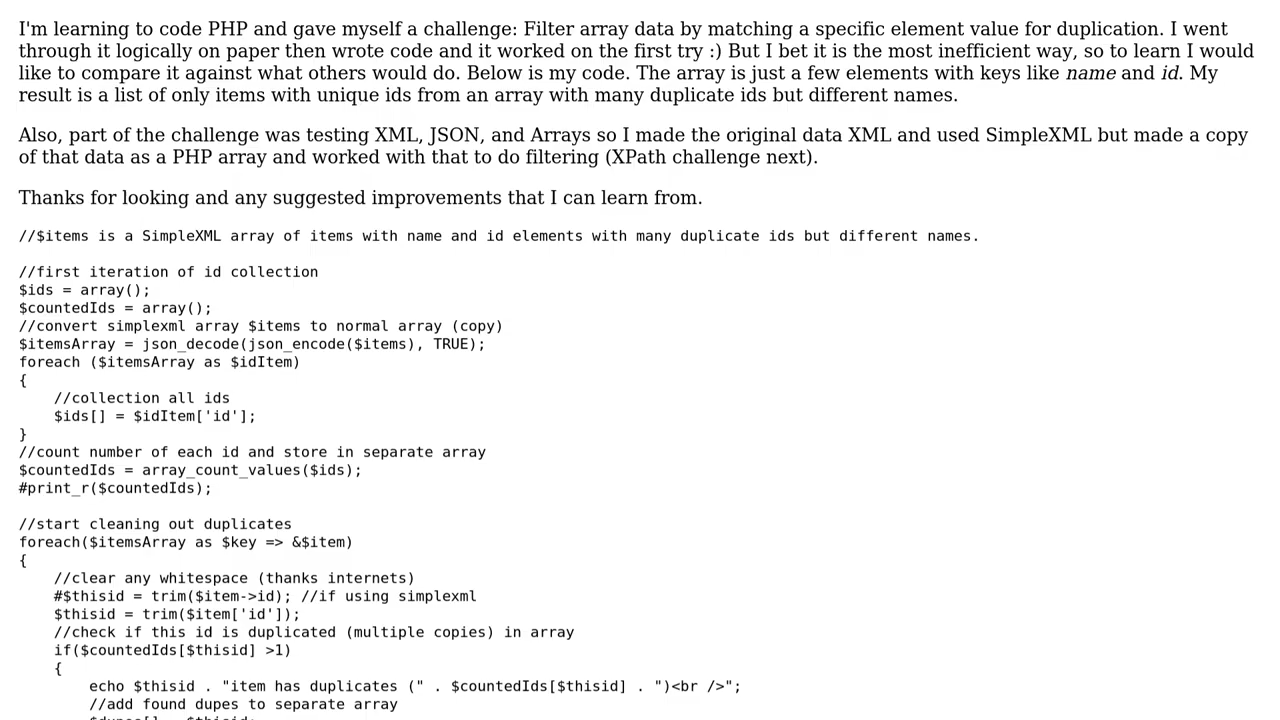 I'm learning to code PHP and gave myself a challenge: Filter array data by matching a specific element value for duplication. I went
through it logically on paper then wrote code and it worked on the first try :) But I bet it is the most inefficient way, so to learn I would
like to compare it against what others would do. Below is my code. The array is just a few elements with keys like name and id. My
result is a list of only items with unique ids from an array with many duplicate ids but different names.
Also, part of the challenge was testing XML, JSON, and Arrays so I made the original data XML and used SimpleXML but made a copy
of that data as a PHP array and worked with that to do filtering (XPath challenge next).
Thanks for looking and any suggested improvements that I can learn from.
//$items is a SimpleXML array of items with name and id elements with many duplicate ids but different names.
//first iteration of id collection
$ids = array();
$countedIds = array();
//convert simplexml array $items to normal array (copy)
$itemsArray = json_decode(json_encode($items), TRUE);
foreach ($itemsArray as $idItem)
{
    //collection all ids
    $ids[] = $idItem['id'];
}
//count number of each id and store in separate array
$countedIds = array_count_values($ids);
#print_r($countedIds);
//start cleaning out duplicates
foreach($itemsArray as $key => &$item)
{
    //clear any whitespace (thanks internets)
    #$thisid = trim($item->id); //if using simplexml
    $thisid = trim($item['id']);
    //check if this id is duplicated (multiple copies) in array
    if($countedIds[$thisid] >1)
    {
        echo $thisid . "item has duplicates (" . $countedIds[$thisid] . ")<br />";
        //add found dupes to separate array